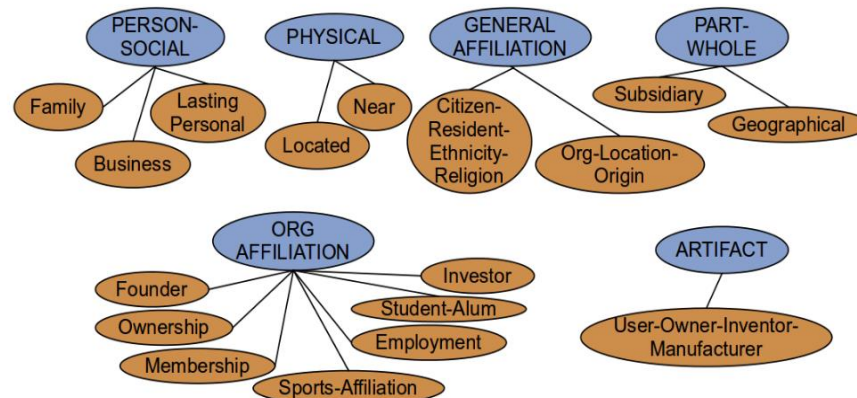 PERSON-
SOCIAL
PHYSICAL
GENERAL
AFFILIATION
PART-
WHOLE
Family
Lasting
Personal
Business
Near
Located
Citizen-
Resident-
Ethnicity-
Religion
Org-Location-
Origin
Subsidiary
Geographical
ORG
AFFILIATION
ARTIFACT
Founder
Ownership
Membership
Sports-Affiliation
Investor
Student-Alum
Employment
User-Owner-Inventor-
Manufacturer